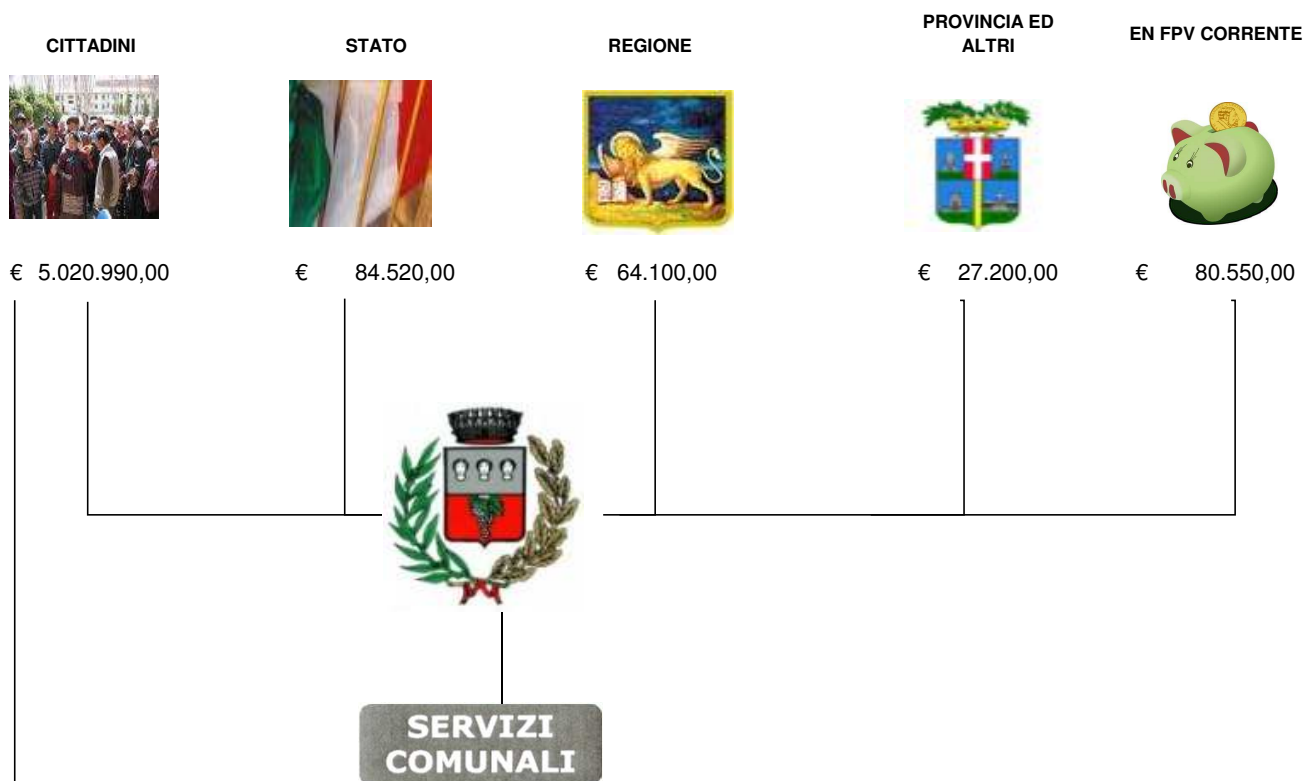 CITTADINI
STATO
REGIONE
PROVINCIA ED
ALTRI
EN FPV CORRENTE
€ 5.020.990,00
€ 84.520,00
€ 64.100,00
€ 27.200,00
€ 80.550,00
SERVIZI
COMUNALI